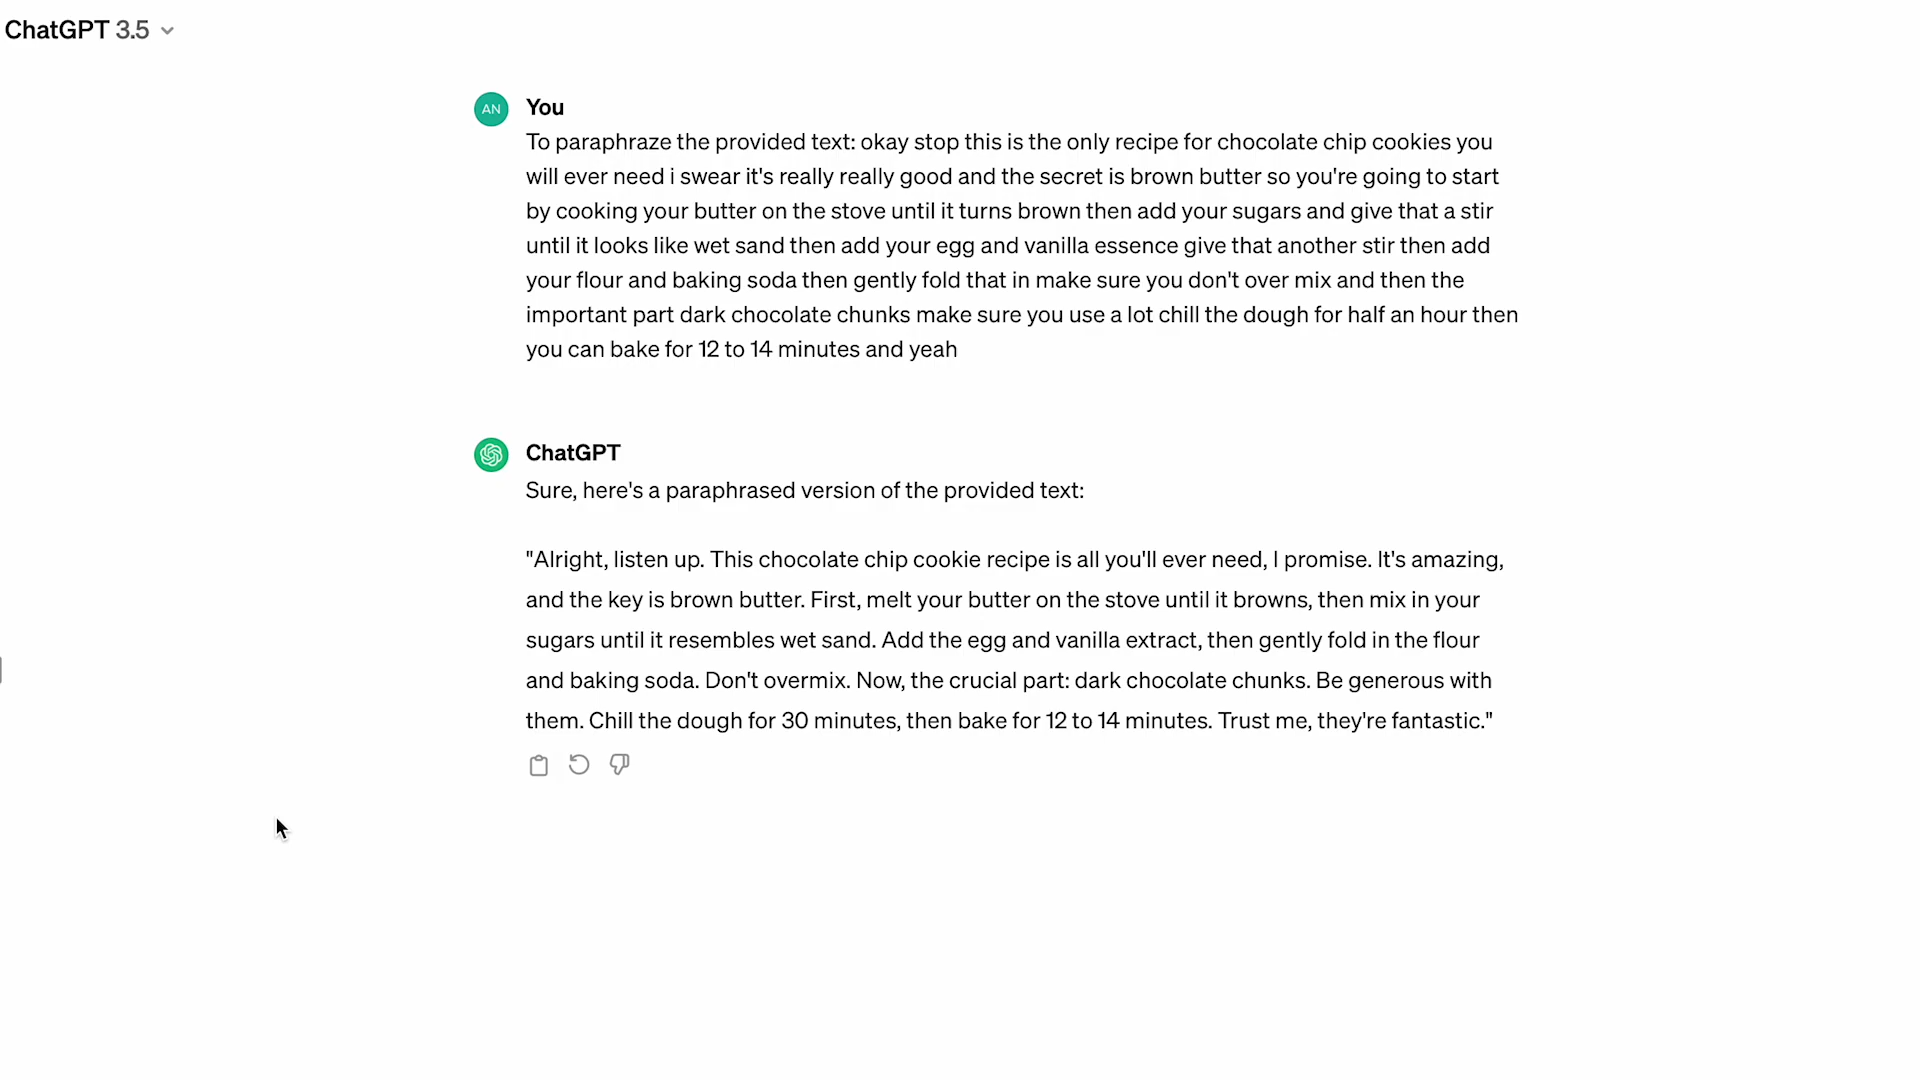 ChatGPT 3.5
AN
You
To paraphraze the provided text: okay stop this is the only recipe for chocolate chip cookies you
will ever need i swear it's really really good and the secret is brown butter so you're going to start
by cooking your butter on the stove until it turns brown then add your sugars and give that a stir
until it looks like wet sand then add your egg and vanilla essence give that another stir then add
your flour and baking soda then gently fold that in make sure you don't over mix and then the
important part dark chocolate chunks make sure you use a lot chill the dough for half an hour then
you can bake for 12 to 14 minutes and yeah
ChatGPT
Sure, here's a paraphrased version of the provided text:
"Alright, listen up. This chocolate chip cookie recipe is all you'll ever need, I promise. It's amazing,
and the key is brown butter. First, melt your butter on the stove until it browns, then mix in your
sugars until it resembles wet sand. Add the egg and vanilla extract, then gently fold in the flour
and baking soda. Don't overmix. Now, the crucial part: dark chocolate chunks. Be generous with
them. Chill the dough for 30 minutes, then bake for 12 to 14 minutes. Trust me, they're fantastic."